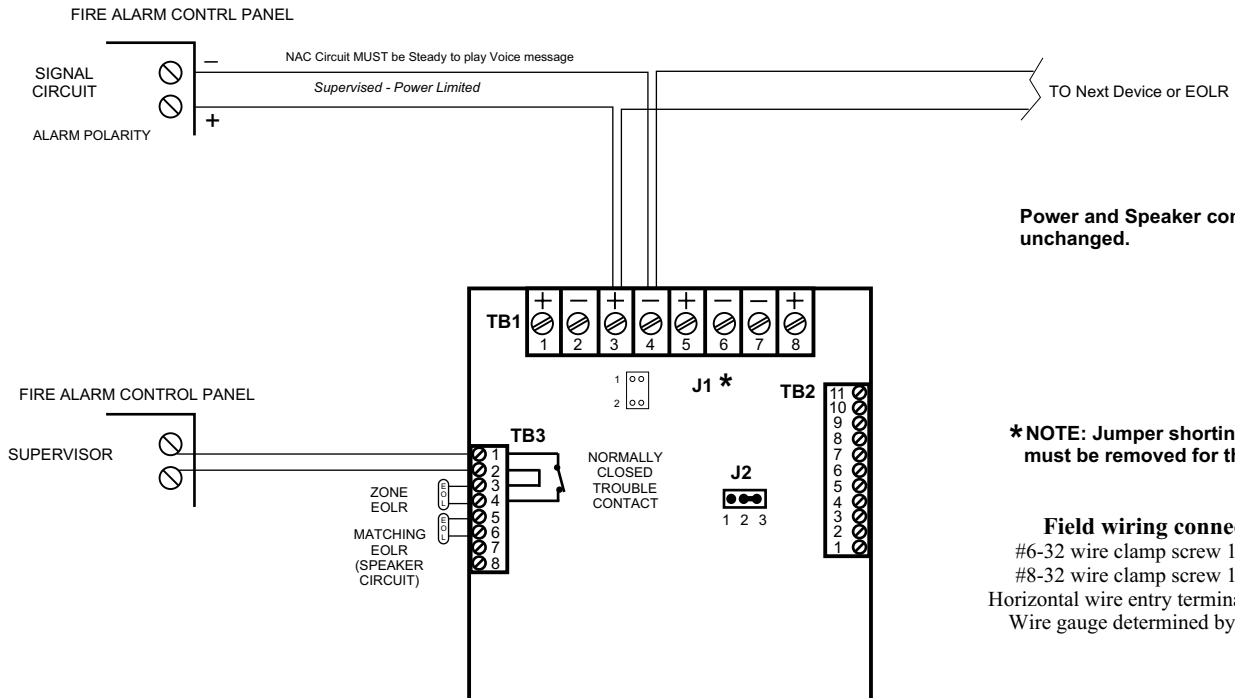 FIRE ALARM CONTRL PANEL
SIGNAL
CIRCUIT
ALARM POLARITY
–
+
NAC Circuit MUST be Steady to play Voice message
Supervised - Power Limited
TO Next Device or EOLR
Power and Speaker con
unchanged.
TB1
+ – + – + – – +
1 2 3 4 5 6 7 8
1
2
J1 *
TB2
11
10
9
8
7
6
5
4
3
2
1
FIRE ALARM CONTROL PANEL
SUPERVISOR
TB3
1
2
3
4
5
6
7
8
ZONE
EOLR
EOL
MATCHING
EOLR
(SPEAKER
CIRCUIT)
EOL
NORMALLY
CLOSED
TROUBLE
CONTACT
J2
1 2 3
*NOTE: Jumper shortin
must be removed for th
Field wiring connec
#6-32 wire clamp screw 1
#8-32 wire clamp screw 1
Horizontal wire entry termina
Wire gauge determined by